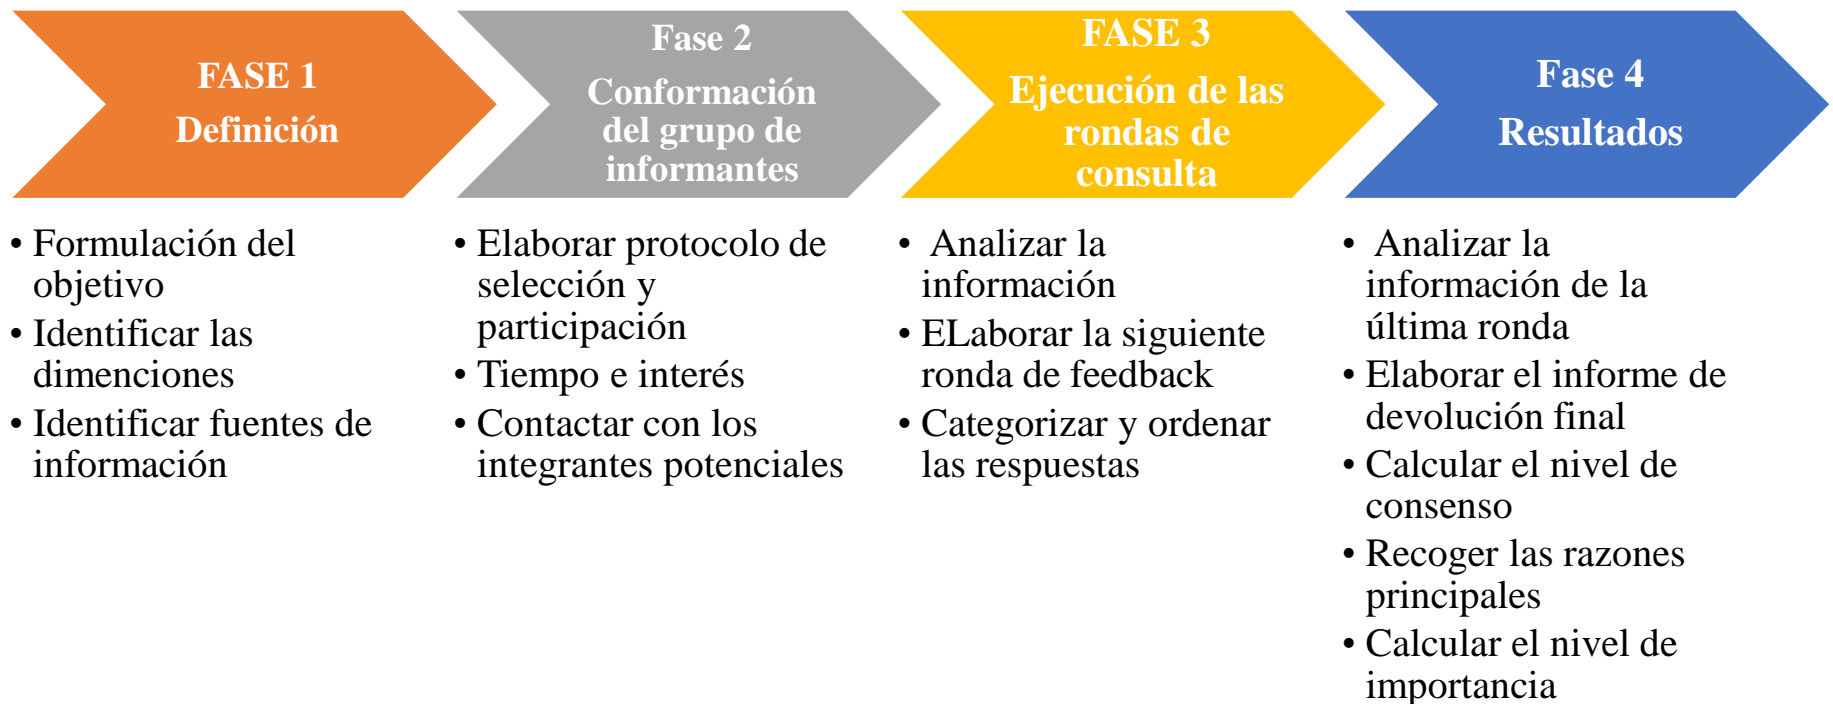 FASE 1
Definición
• Formulación del
objetivo
• Identificar las
dimenciones
• Identificar fuentes de
información
Fase 2
Conformación
del grupo de
informantes
• Elaborar protocolo de
selección y
participación
• Tiempo e interés
• Contactar con los
integrantes potenciales
FASE 3
Ejecución de las
rondas de
consulta
• Analizar la
información
• ELaborar la siguiente
ronda de feedback
• Categorizar y ordenar
las respuestas
Fase 4
Resultados
• Analizar la
información de la
última ronda
• Elaborar el informe de
devolución final
• Calcular el nivel de
consenso
• Recoger las razones
principales
• Calcular el nivel de
importancia